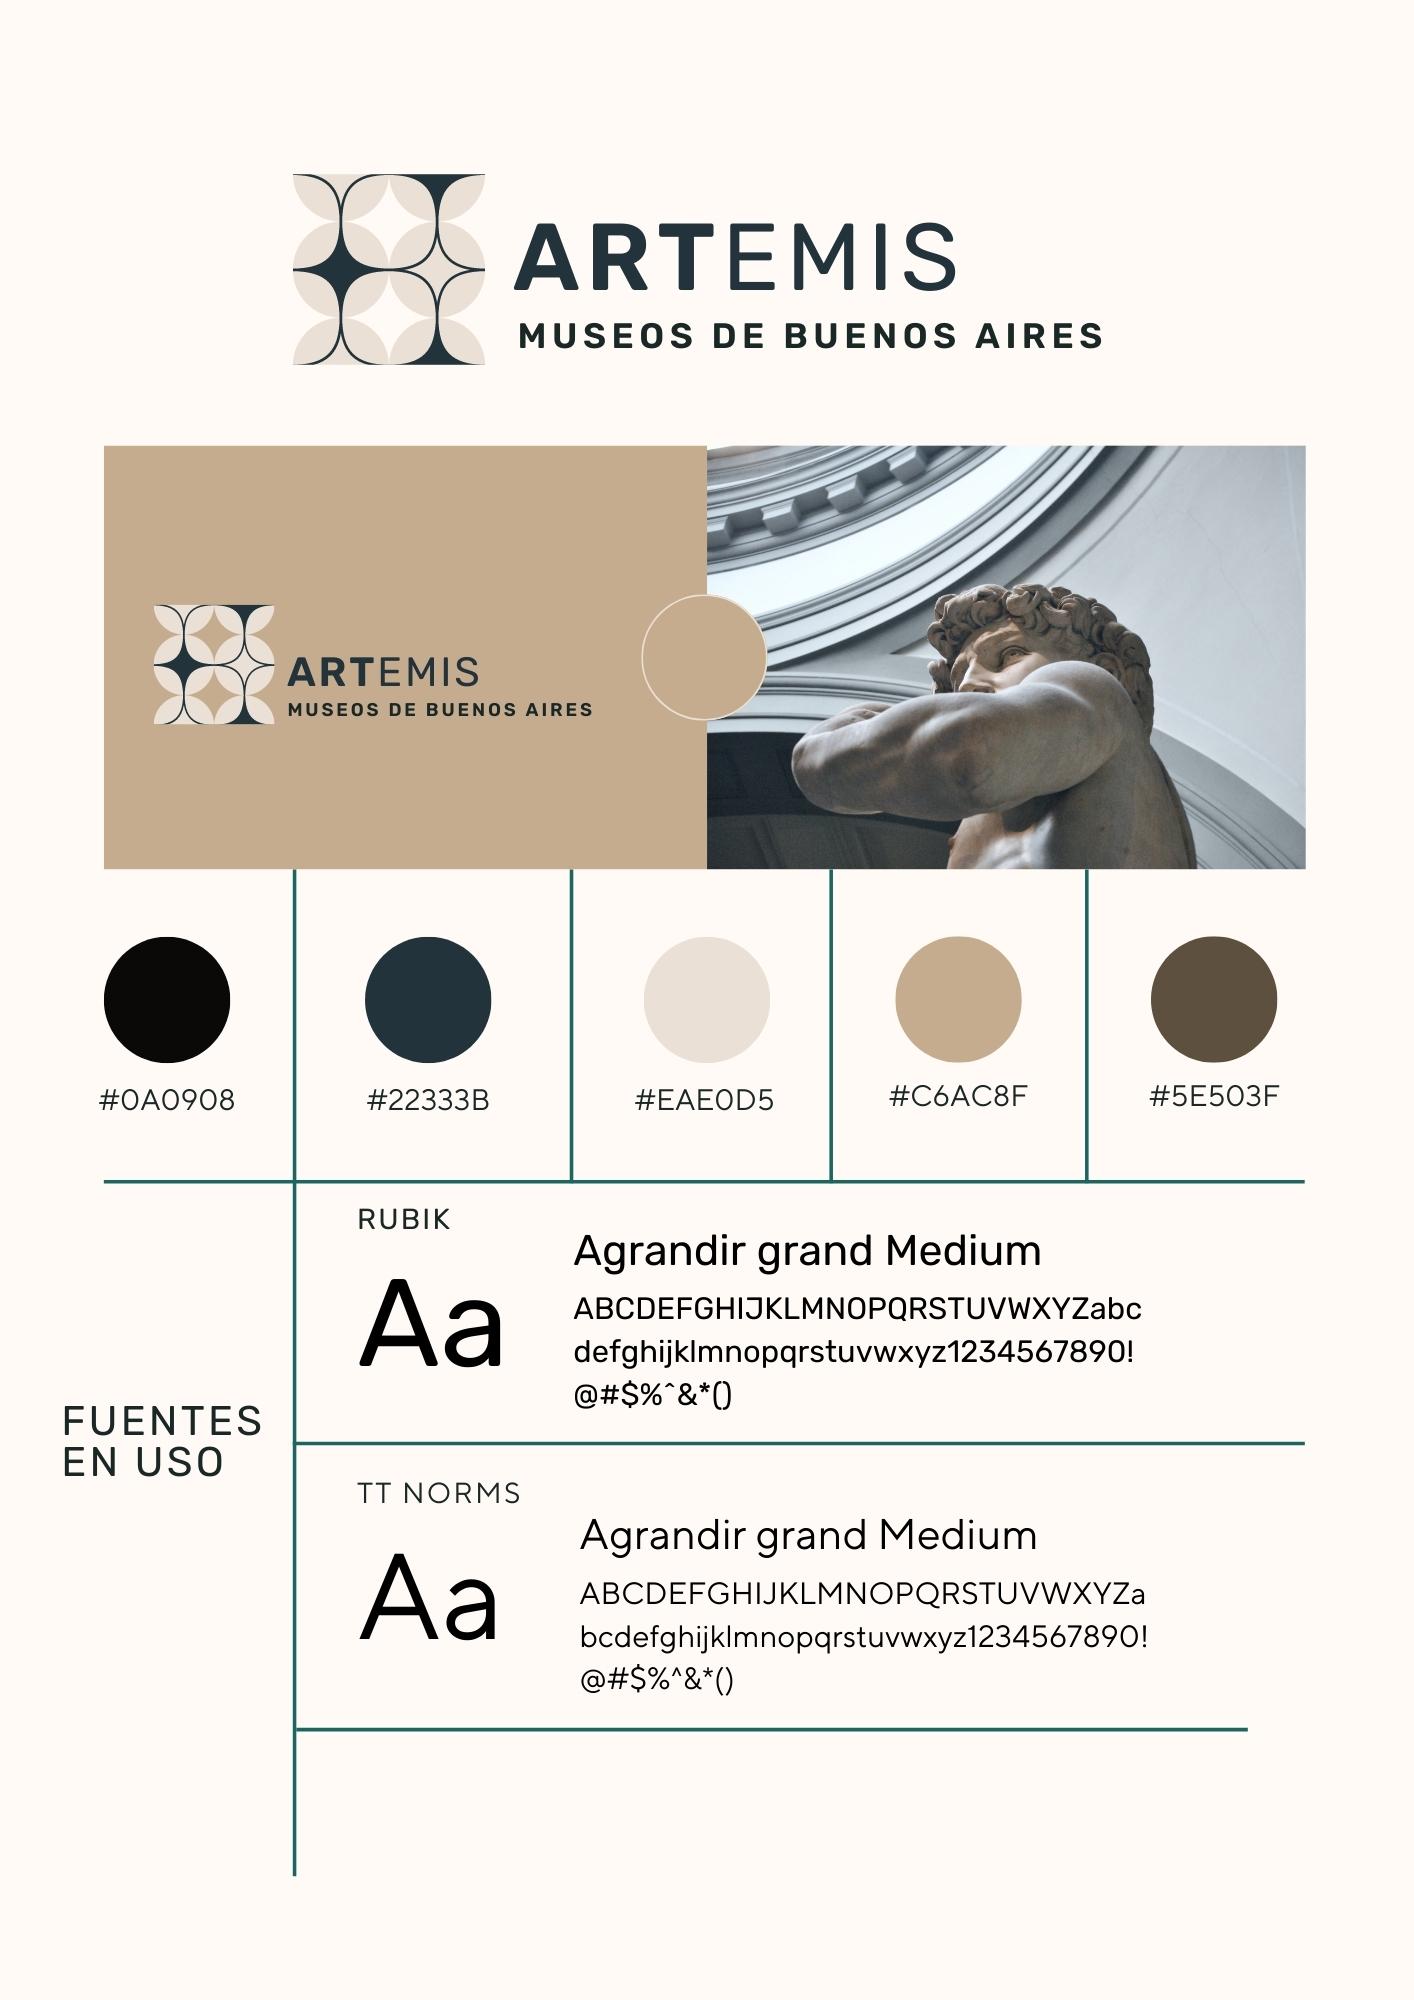 ARTEMIS
MUSEOS DE BUENOS AIRES
ARTEMIS
MUSEOS DE BUENOS AIRES
#0A0908
#22333B
#EAE0D5
#C6AC8F
#5E503F
FUENTES
EN USO
RUBIK
Aa
Agrandir grand Medium
ABCDEFGHIJKLMNOPQRSTUVWXYZabc
defghijklmnopqrstuvwxyz1234567890!
@#$%^&*()
TT NORMS
Aa
Agrandir grand Medium
ABCDEFGHIJKLMNOPQRSTUVWXYZa
bcdefghijklmnopqrstuvwxyz1234567890!
@#$%^&*()